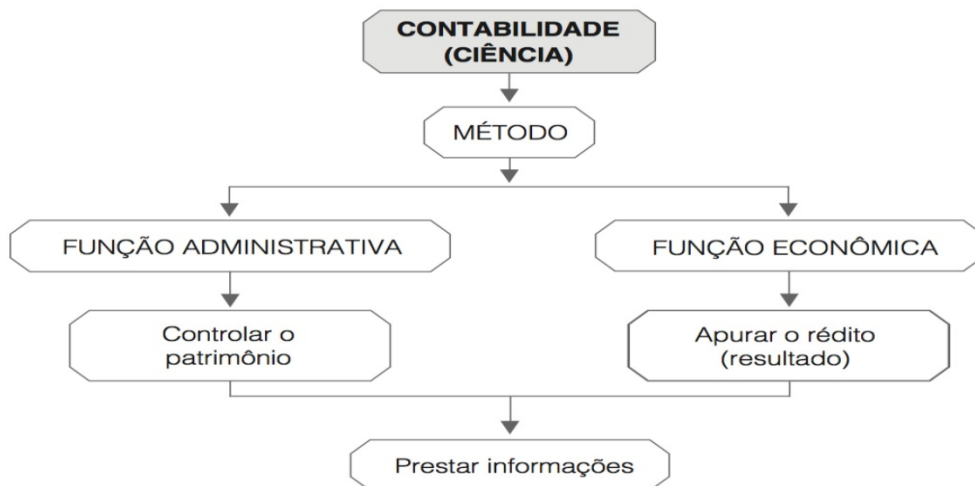 CONTABILIDADE
(CIÊNCIA)
MÉTODO
FUNÇÃO ADMINISTRATIVA
FUNÇÃO ECONÔMICA
Controlar o
patrimônio
Apurar o rédito
(resultado)
Prestar informações